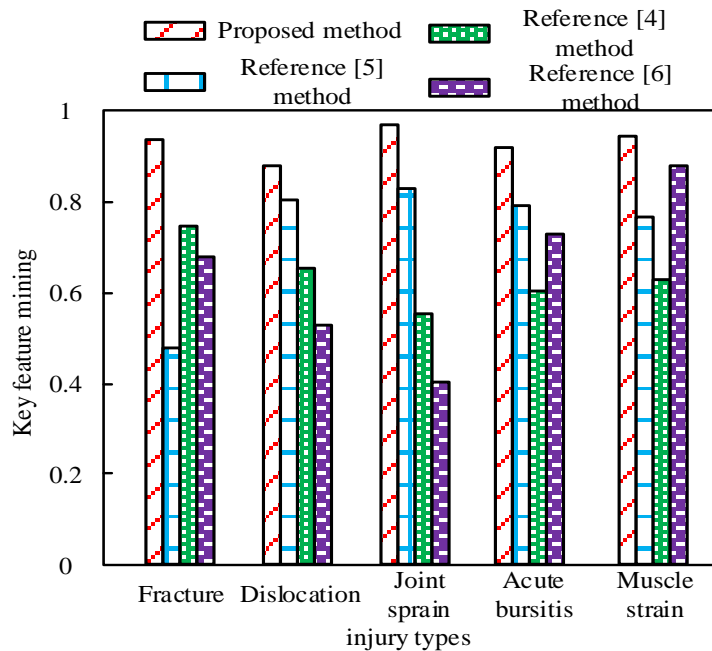 Proposed method
Reference [4]
method
Reference [5]
method
Reference [6]
method
Key feature mining
1
0.8
0.6
0.4
0.2
0
Fracture
Dislocation
Joint
sprain
Acute
bursitis
Muscle
strain
injury types